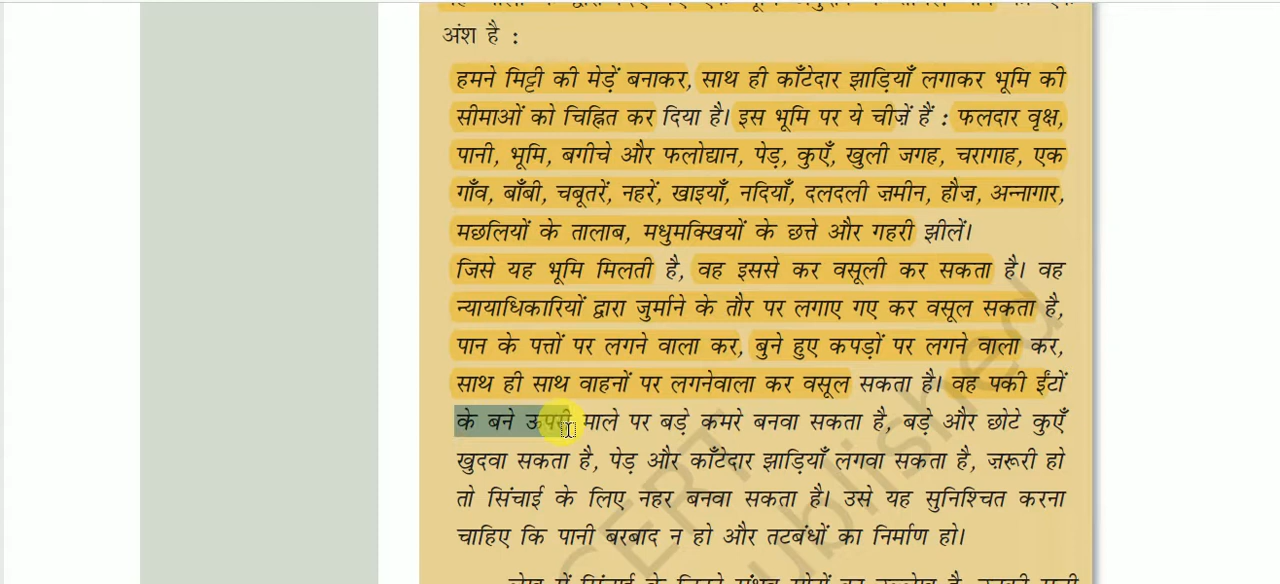 अंश है :
हमने मिट्टी की मेड़ें बनाकर, साथ ही काँटेदार झाड़ियाँ लगाकर भूमि की
सीमाओं को चिह्नित कर दिया है। इस भूमि पर ये चीज़ें हैं : फलदार वृक्ष,
पानी, भूमि, बगीचे और फलोद्यान, पेड़, कुएँ, खुली जगह, चरागाह, एक
गाँव, बाँबी, चबूतरे, नहरें, खाइयाँ, नदियाँ, दलदली ज़मीन, हौज़, अन्नागार,
मछलियों के तालाब, मधुमक्खियों के छत्ते और गहरी झीलें।
जिसे यह भूमि मिलती है, वह इससे कर वसूली कर सकता है। वह
न्यायाधिकारियों द्वारा जुर्माने के तौर पर लगाए गए कर वसूल सकता है,
पान के पत्तों पर लगने वाला कर, बुने हुए कपड़ों पर लगने वाला कर,
साथ ही साथ वाहनों पर लगनेवाला कर वसूल सकता है। वह पकी ईंटों
के बने ऊपरी माले पर बड़े कमरे बनवा सकता है, बड़े और छोटे कुएँ
खुदवा सकता है, पेड़ और काँटेदार झाड़ियाँ लगवा सकता है, ज़रूरी हो
तो सिंचाई के लिए नहर बनवा सकता है। उसे यह सुनिश्चित करना
चाहिए कि पानी बरबाद न हो और तटबंधों का निर्माण हो।